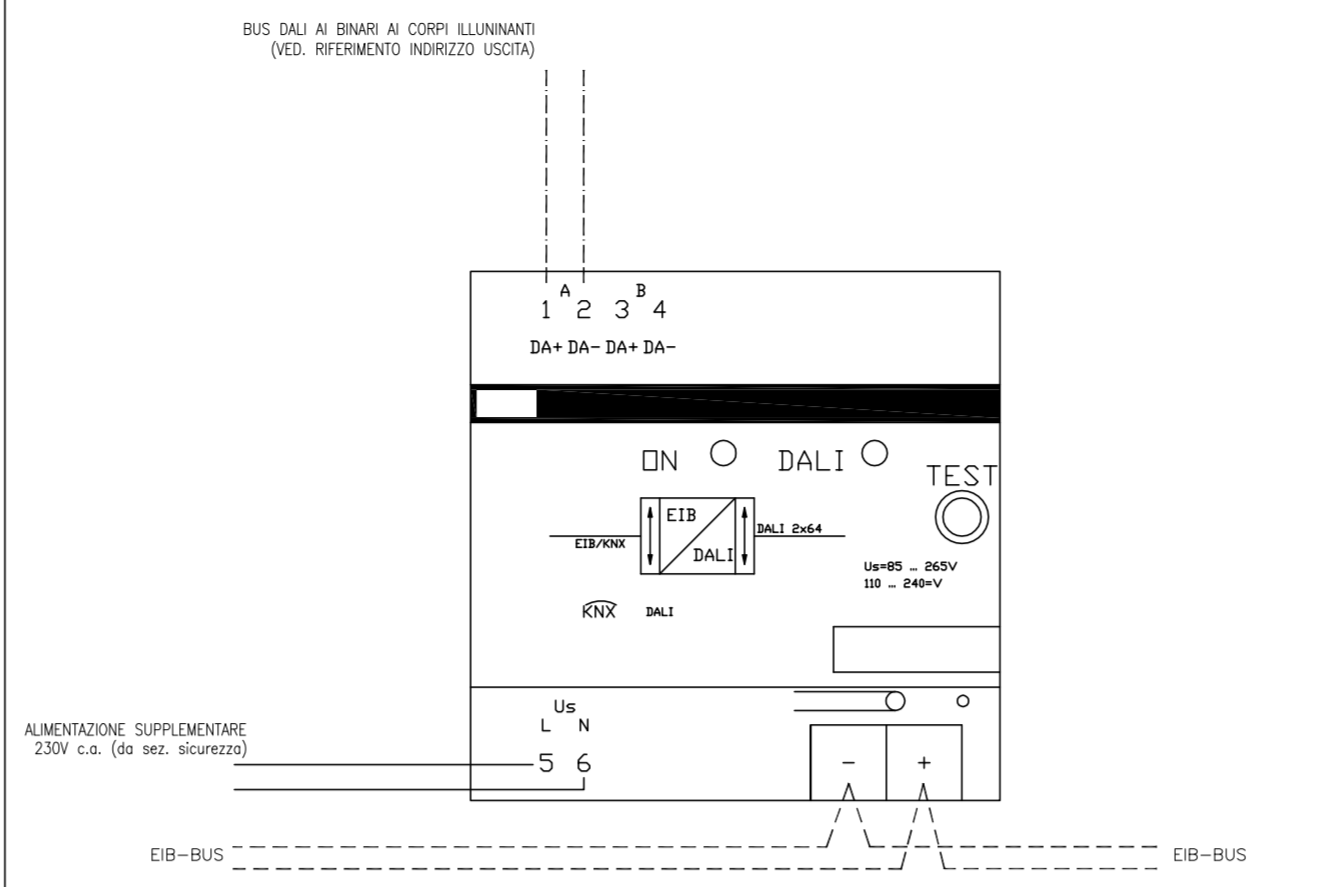 BUS DALI AI BINARI AI CORPI ILLUNINANTI
(VED. RIFERIMENTO INDIRIZZO USCITA)
A B
1 2 3 4
DA+ DA- DA+ DA-
ON DALI
TEST
EIB
DALI 2x64
EIB/KNX
DALI
Us=85 ... 265V
110 ... 240=V
KNX DALI
Us
L N
ALIMENTAZIONE SUPPLEMENTARE
230V c.a. (da sez. sicurezza)
5 6
- +
EIB-BUS EIB-BUS